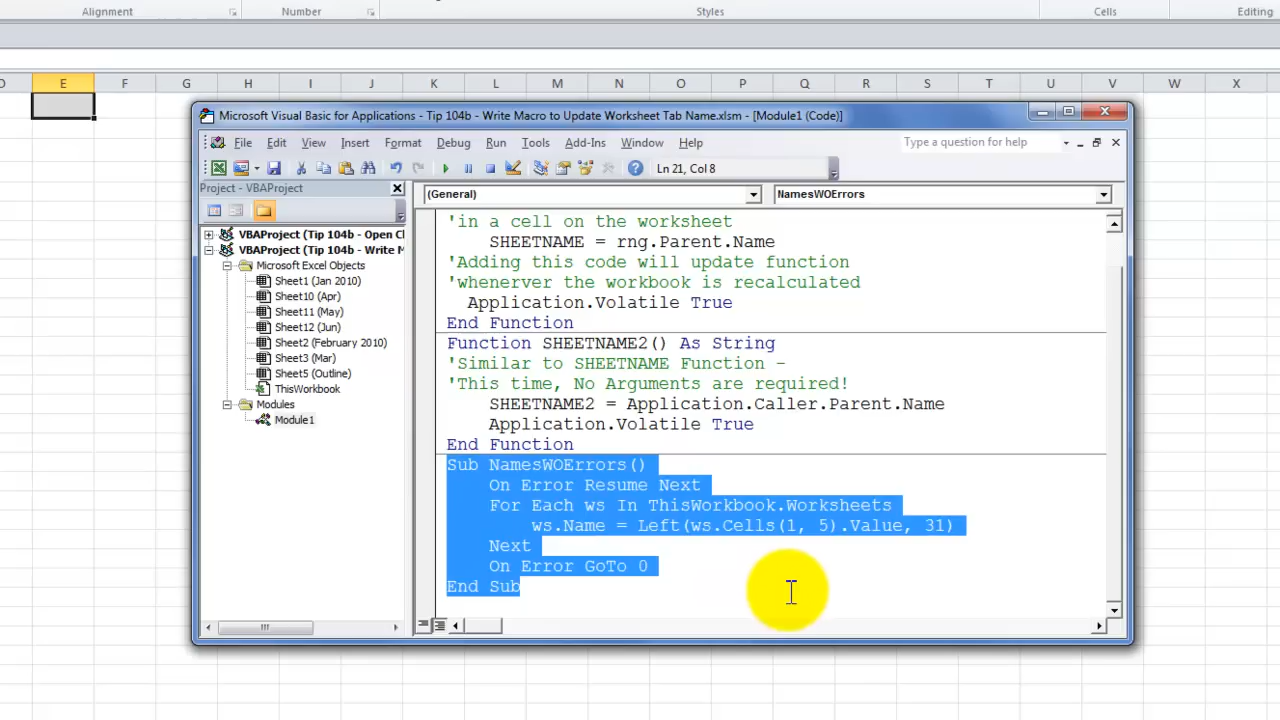 Alignment Number Styles Cells Editing
E F G H I J K L M N O P Q R S T U V W X
Microsoft Visual Basic for Applications - Tip 104b - Write Macro to Update Worksheet Tab Name.xlsm - [Module1 (Code)]
File Edit View Insert Format Debug Run Tools Add-Ins Window Help Type a question for help
Ln 21, Col 8
Project - VBAProject
(General) NamesWOErrors
VBAProject (Tip 104b - Open Cl
VBAProject (Tip 104b - Write M
Microsoft Excel Objects
Sheet1 (Jan 2010)
Sheet10 (Apr)
Sheet11 (May)
Sheet12 (Jun)
Sheet2 (February 2010)
Sheet3 (Mar)
Sheet5 (Outline)
ThisWorkbook
Modules
Module1
'in a cell on the worksheet
SHEETNAME = rng.Parent.Name
'Adding this code will update function
'whenerver the workbook is recalculated
Application.Volatile True
End Function
Function SHEETNAME2() As String
'Similar to SHEETNAME Function -
'This time, No Arguments are required!
SHEETNAME2 = Application.Caller.Parent.Name
Application.Volatile True
End Function
Sub NamesWOErrors()
On Error Resume Next
For Each ws In ThisWorkbook.Worksheets
ws.Name = Left(ws.Cells(1, 5).Value, 31)
Next
On Error GoTo 0
End Sub